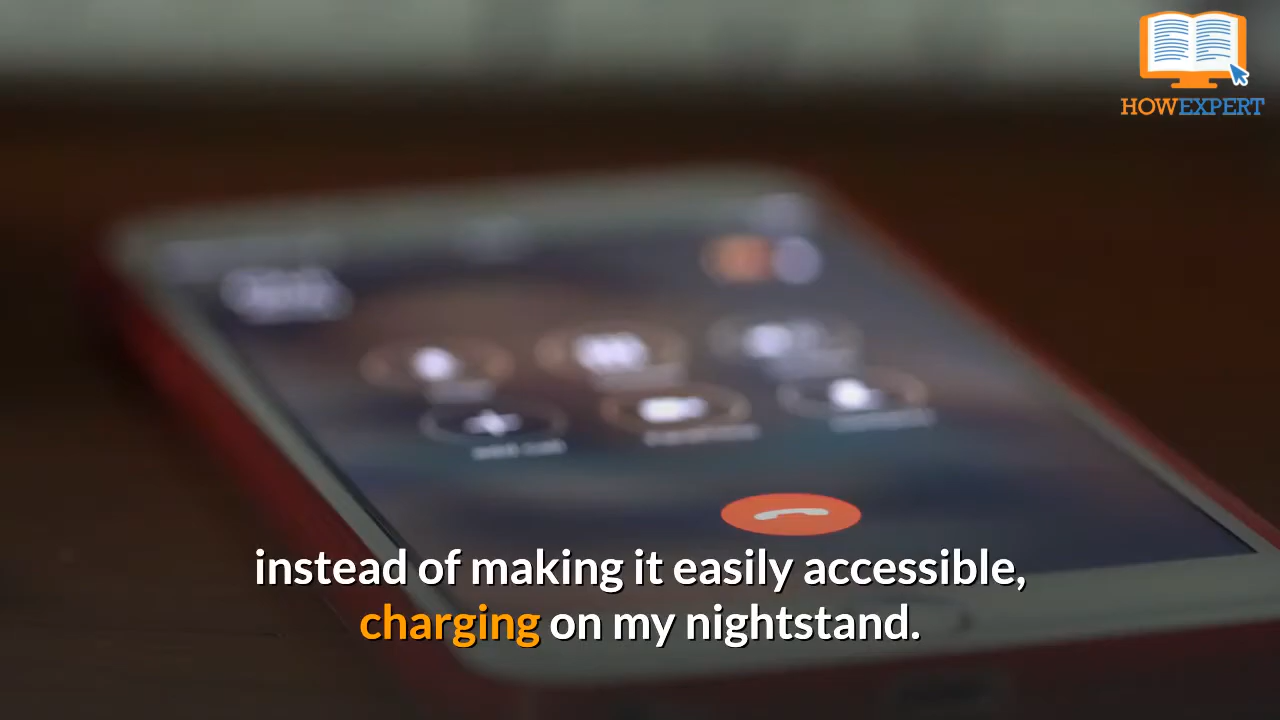 HOWEXPERT
instead of making it easily accessible,
charging on my nightstand.